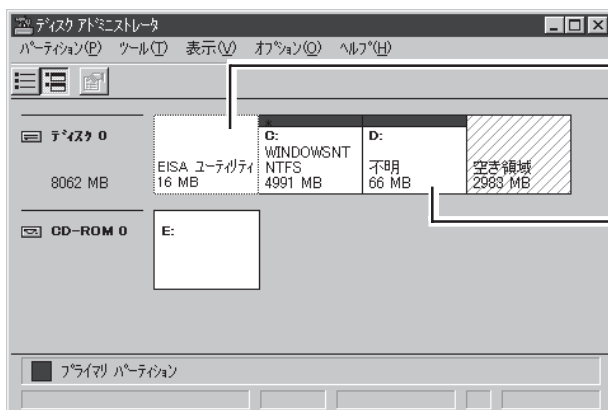 ディスク アドミニストレータ
パーティション(P) ツール(T) 表示(V) オプション(O) ヘルプ(H)
ディスク 0
8062 MB
EISA ユーティリティ
16 MB
C:
WINDOWSNT
NTFS
4991 MB
D:
不明
66 MB
空き領域
2983 MB
CD-ROM 0
E:
プライマリ パーティション